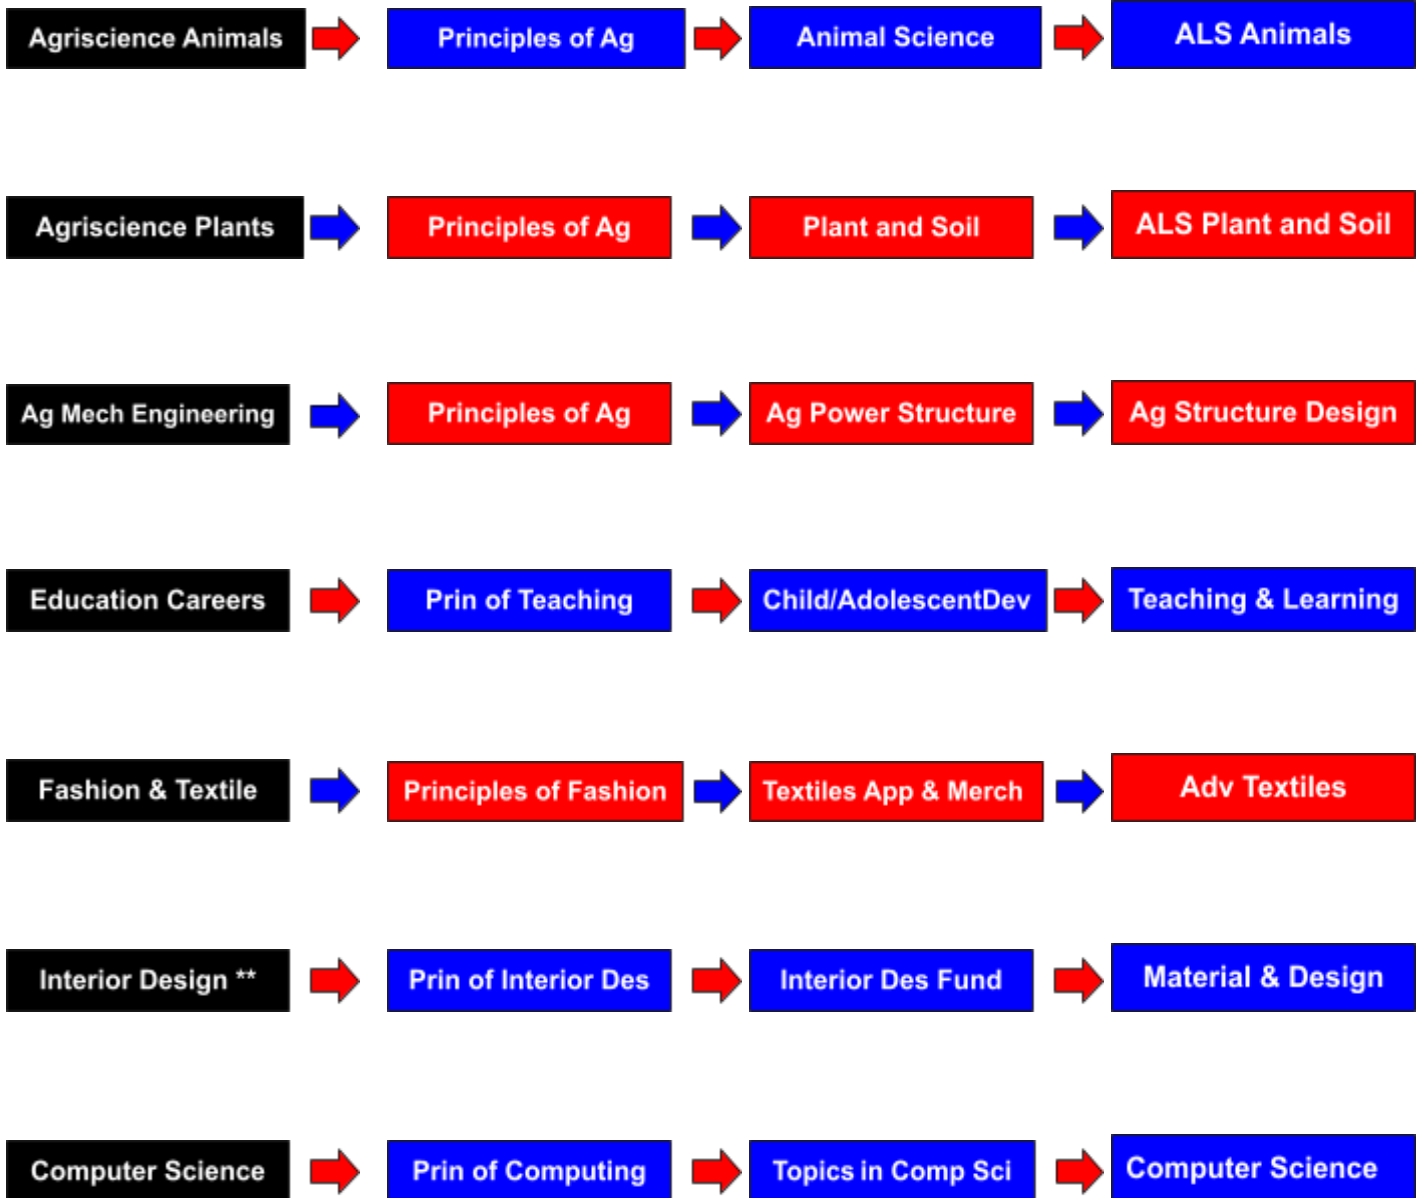 Agriscience Animals
Principles of Ag
Animal Science
ALS Animals
Agriscience Plants
Principles of Ag
Plant and Soil
ALS Plant and Soil
Ag Mech Engineering
Principles of Ag
Ag Power Structure
Ag Structure Design
Education Careers
Prin of Teaching
Child/AdolescentDev
Teaching & Learning
Fashion & Textile
Principles of Fashion
Textiles App & Merch
Adv Textiles
Interior Design **
Prin of Interior Des
Interior Des Fund
Material & Design
Computer Science
Prin of Computing
Topics in Comp Sci
Computer Science